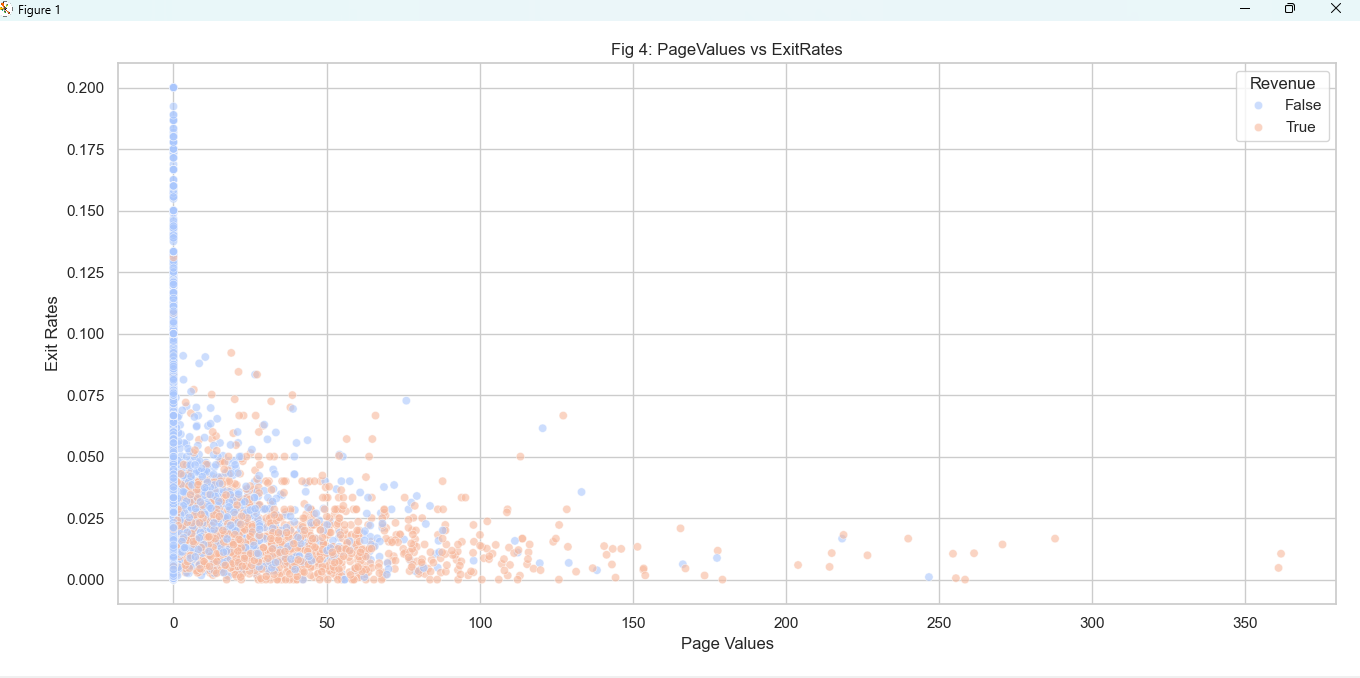 Figure 1
Fig 4: PageValues vs ExitRates
Revenue
False
True
0.200
0.175
0.150
0.125
0.100
0.075
0.050
0.025
0.000
Exit Rates
0 50 100 150 200 250 300 350
Page Values